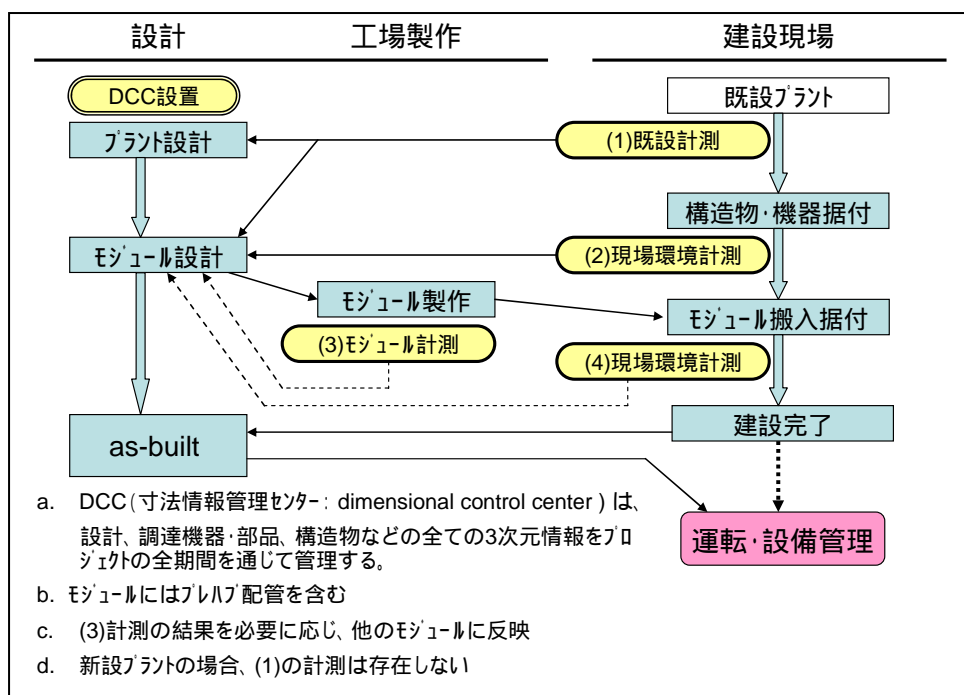 設計 工場製作 建設現場
DCC設置 既設ﾌﾟﾗﾝﾄ
ﾌﾟﾗﾝﾄ設計 (1)既設計測
構造物･機器据付
ﾓｼﾞｭｰﾙ設計 (2)現場環境計測
ﾓｼﾞｭｰﾙ製作 ﾓｼﾞｭｰﾙ搬入据付
(3)ﾓｼﾞｭｰﾙ計測 (4)現場環境計測
as-built 建設完了
運転･設備管理
a. DCC(寸法情報管理ｾﾝﾀｰ: dimensional control center ) は、
設計、調達機器･部品、構造物などの全ての3次元情報をﾌﾟﾛ
ｼﾞｪｸﾄの全期間を通じて管理する。
b. ﾓｼﾞｭｰﾙにはﾌﾟﾚﾊﾌﾞ配管を含む
c. (3)計測の結果を必要に応じ、他のﾓｼﾞｭｰﾙに反映
d. 新設ﾌﾟﾗﾝﾄの場合、(1)の計測は存在しない